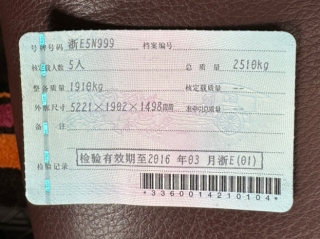 号牌号码 浙E5N999 档案编号
核定载人数 5人 总质量 2510kg
整备质量 1910kg 核定载质量 --
外廓尺寸 5221×1902×1498mm 准牵引总质量 --
备注
检验记录 检验有效期至2016 年03 月浙E(01)
*3360014210104*